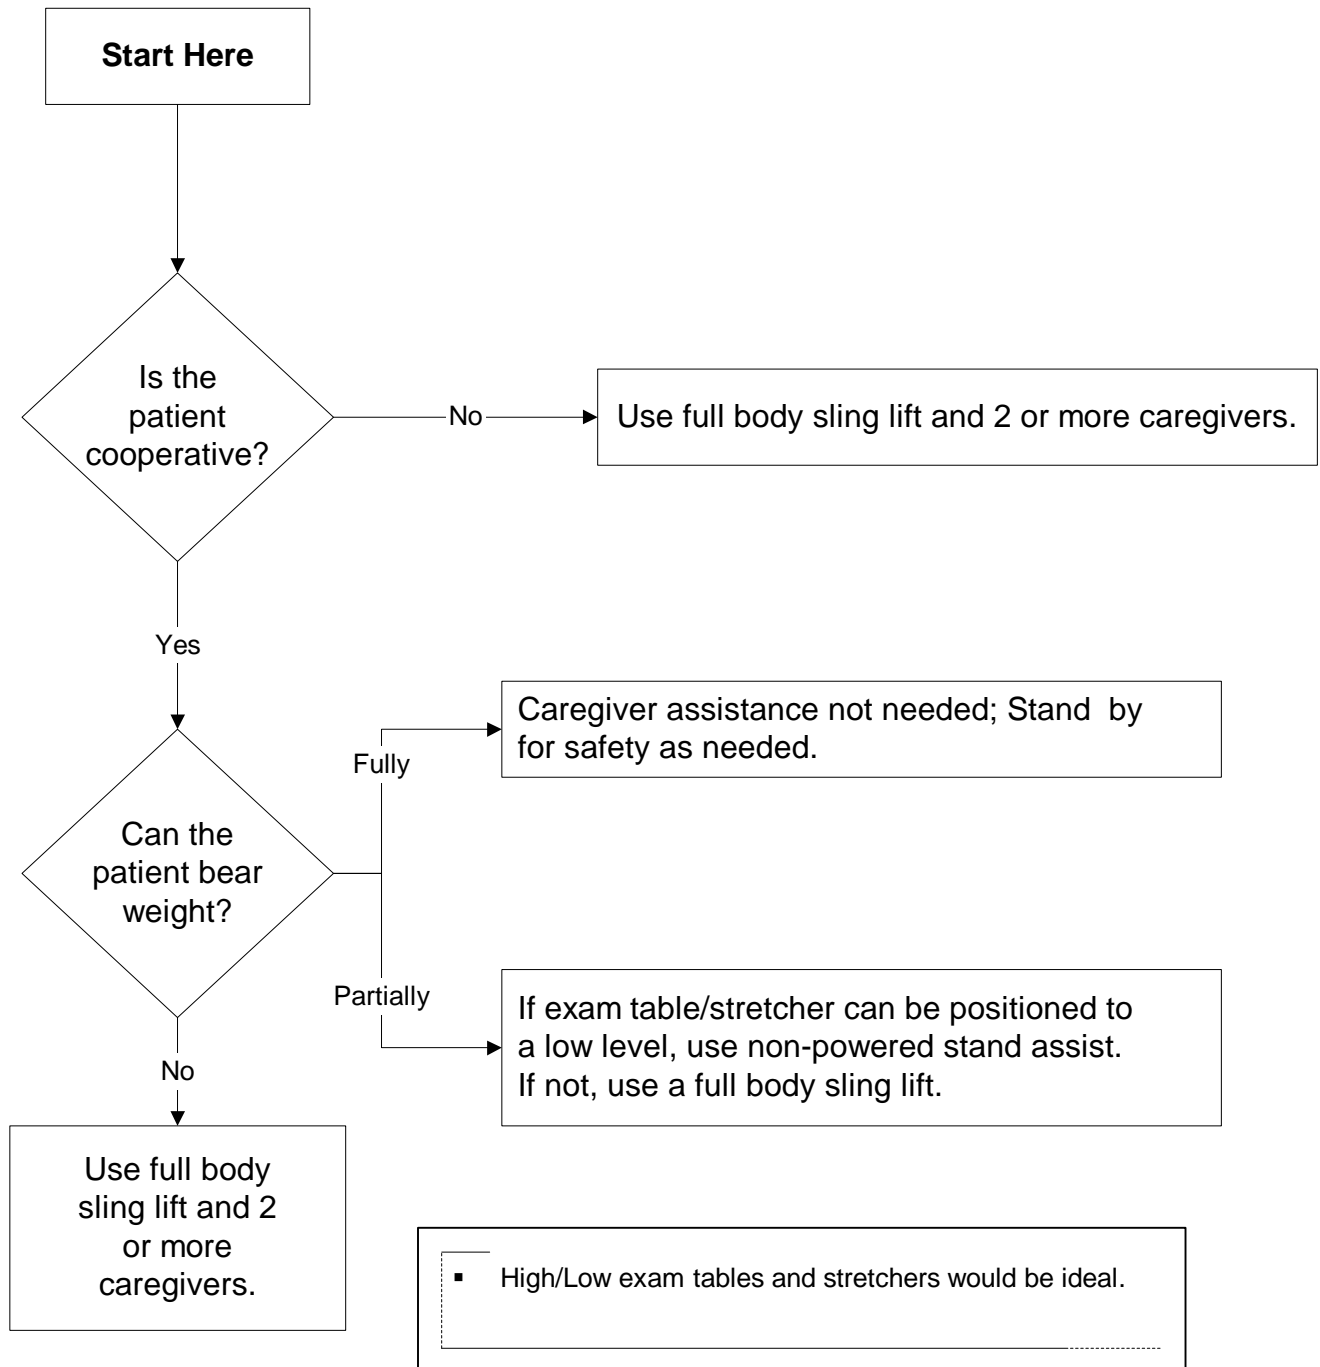 Start Here
Is the
patient
cooperative?
No
Use full body sling lift and 2 or more caregivers.
Yes
Can the
patient bear
weight?
Fully
Caregiver assistance not needed; Stand  by
for safety as needed.
Partially
If exam table/stretcher can be positioned to
a low level, use non-powered stand assist.
If not, use a full body sling lift.
No
Use full body
sling lift and 2
or more
caregivers.
▪ High/Low exam tables and stretchers would be ideal.